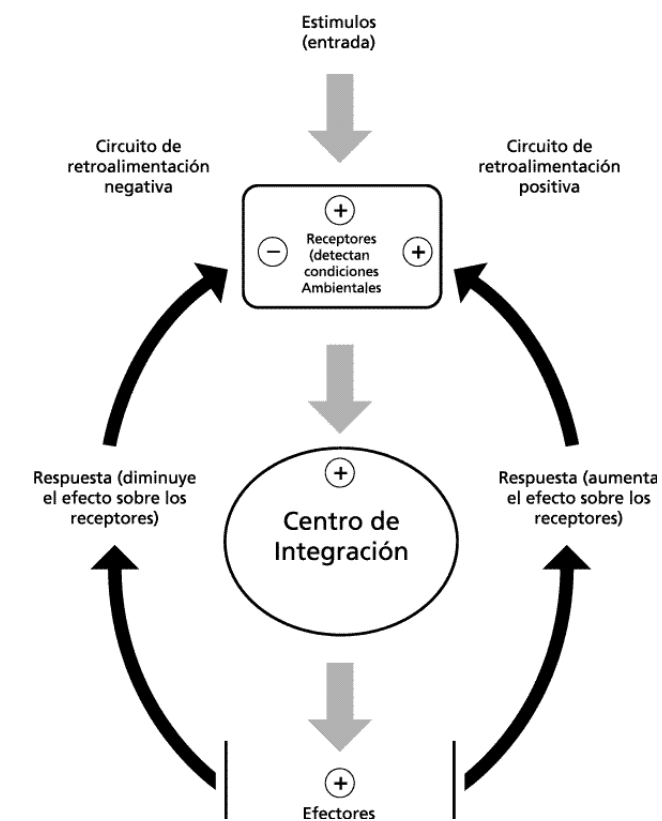 Estimulos
(entrada)
Circuito de
retroalimentación
negativa
Circuito de
retroalimentación
positiva
+
Receptores
(detectan
condiciones
Ambientales
−
+
Respuesta (diminuye
el efecto sobre los
receptores)
+
Centro de
Integración
Respuesta (aumenta
el efecto sobre los
receptores)
+
Efectores